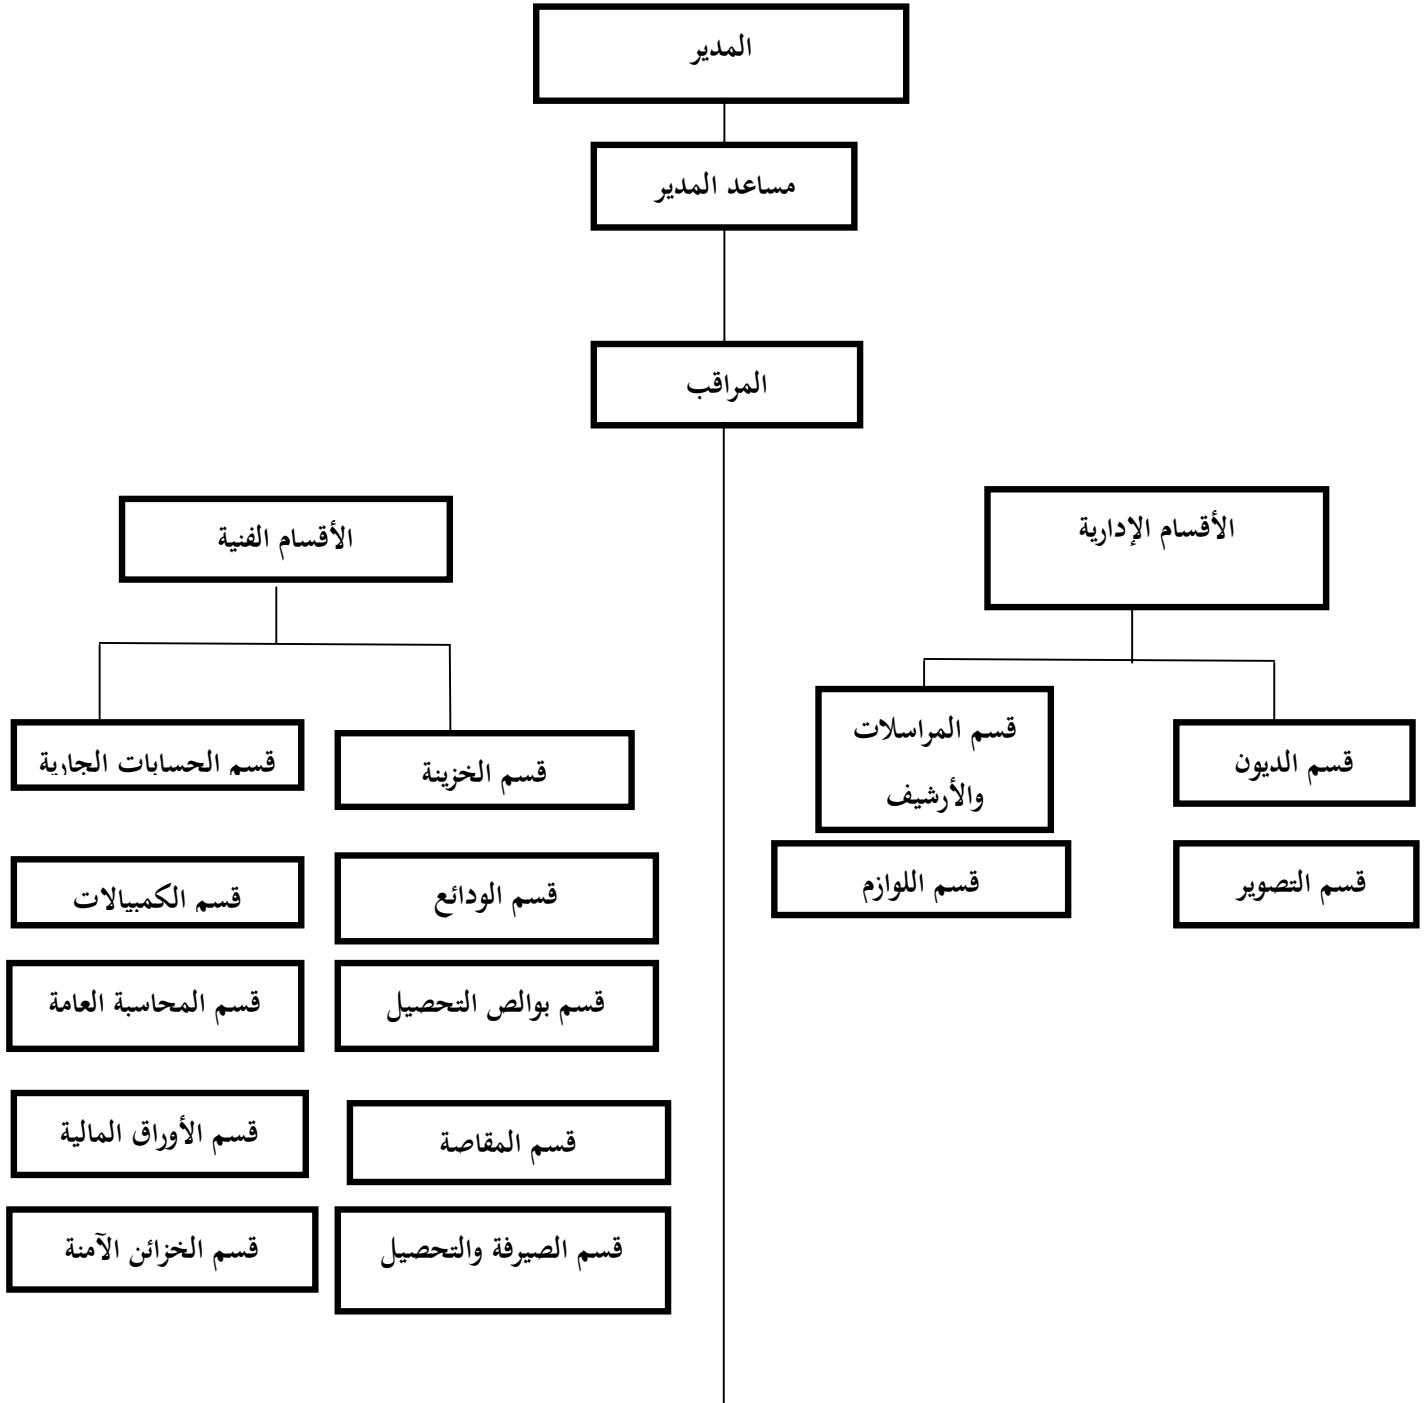 المدير
مساعد المدير
المراقب
الأقسام الإدارية
الأقسام الفنية
قسم الديون
قسم المراسلات
والأرشيف
قسم الخزينة
قسم الحسابات الجارية
قسم التصوير
قسم اللوازم
قسم الودائع
قسم الكمبيالات
قسم بوالص التحصيل
قسم المحاسبة العامة
قسم المقاصة
قسم الأوراق المالية
قسم الصيرفة والتحصيل
قسم الخزائن الآمنة